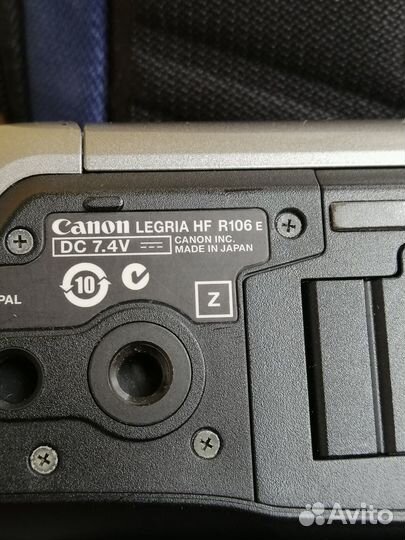 Canon LEGRIA HF R106 E
DC 7.4V CANON INC.
MADE IN JAPAN
PAL
10
Z
Avito